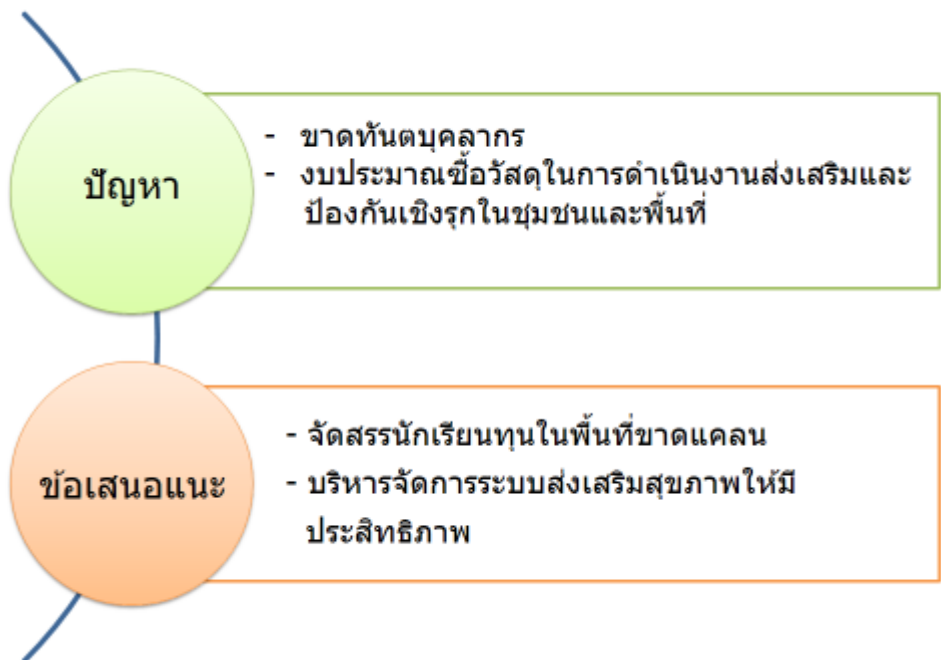 ปัญหา
- ขาดทันตบุคลากร
- งบประมาณซื้อวัสดุในการดำเนินงานส่งเสริมและ
ป้องกันเชิงรุกในชุมชนและพื้นที่
ข้อเสนอแนะ
- จัดสรรนักเรียนทุนในพื้นที่ขาดแคลน
- บริหารจัดการระบบส่งเสริมสุขภาพให้มี
ประสิทธิภาพ